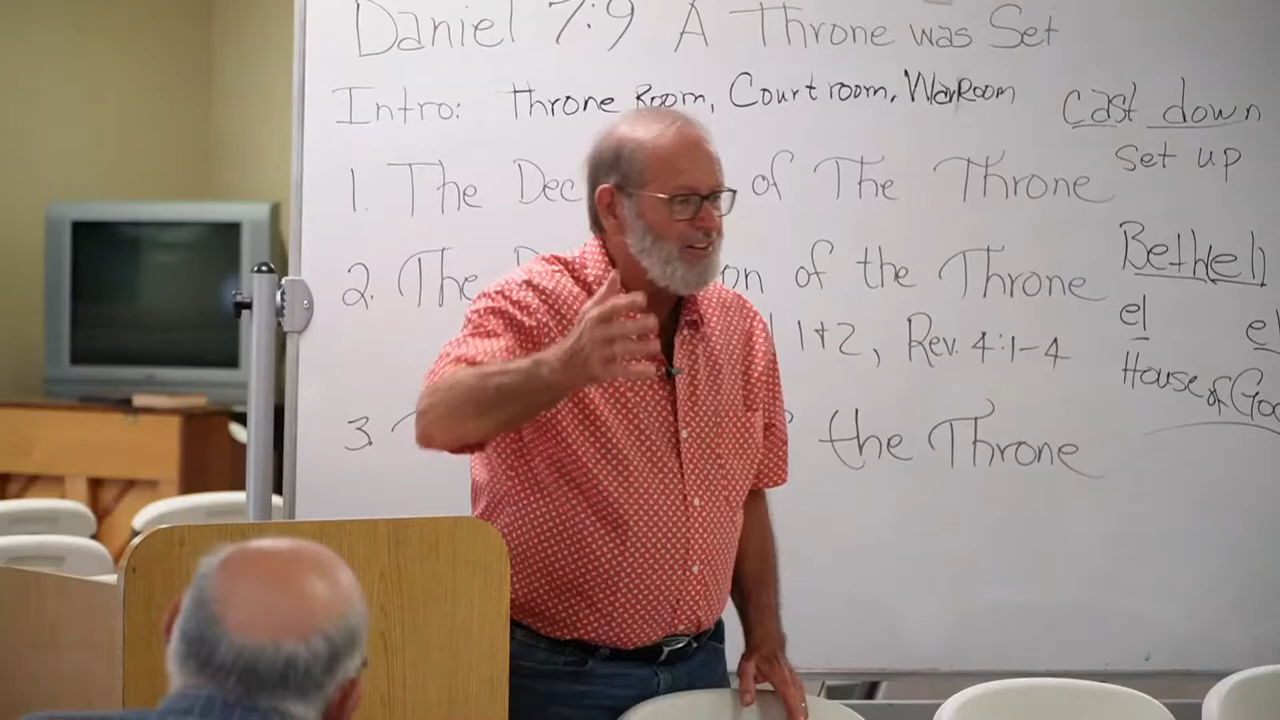 Daniel 7:9 A Throne was Set
Intro: Throne Room, Courtroom, WarRoom
cast down
set up
1. The Dec of The Throne
2. The D on of the Throne
1+2, Rev. 4:1-4
3. the Throne
Bethel
el el
House of God